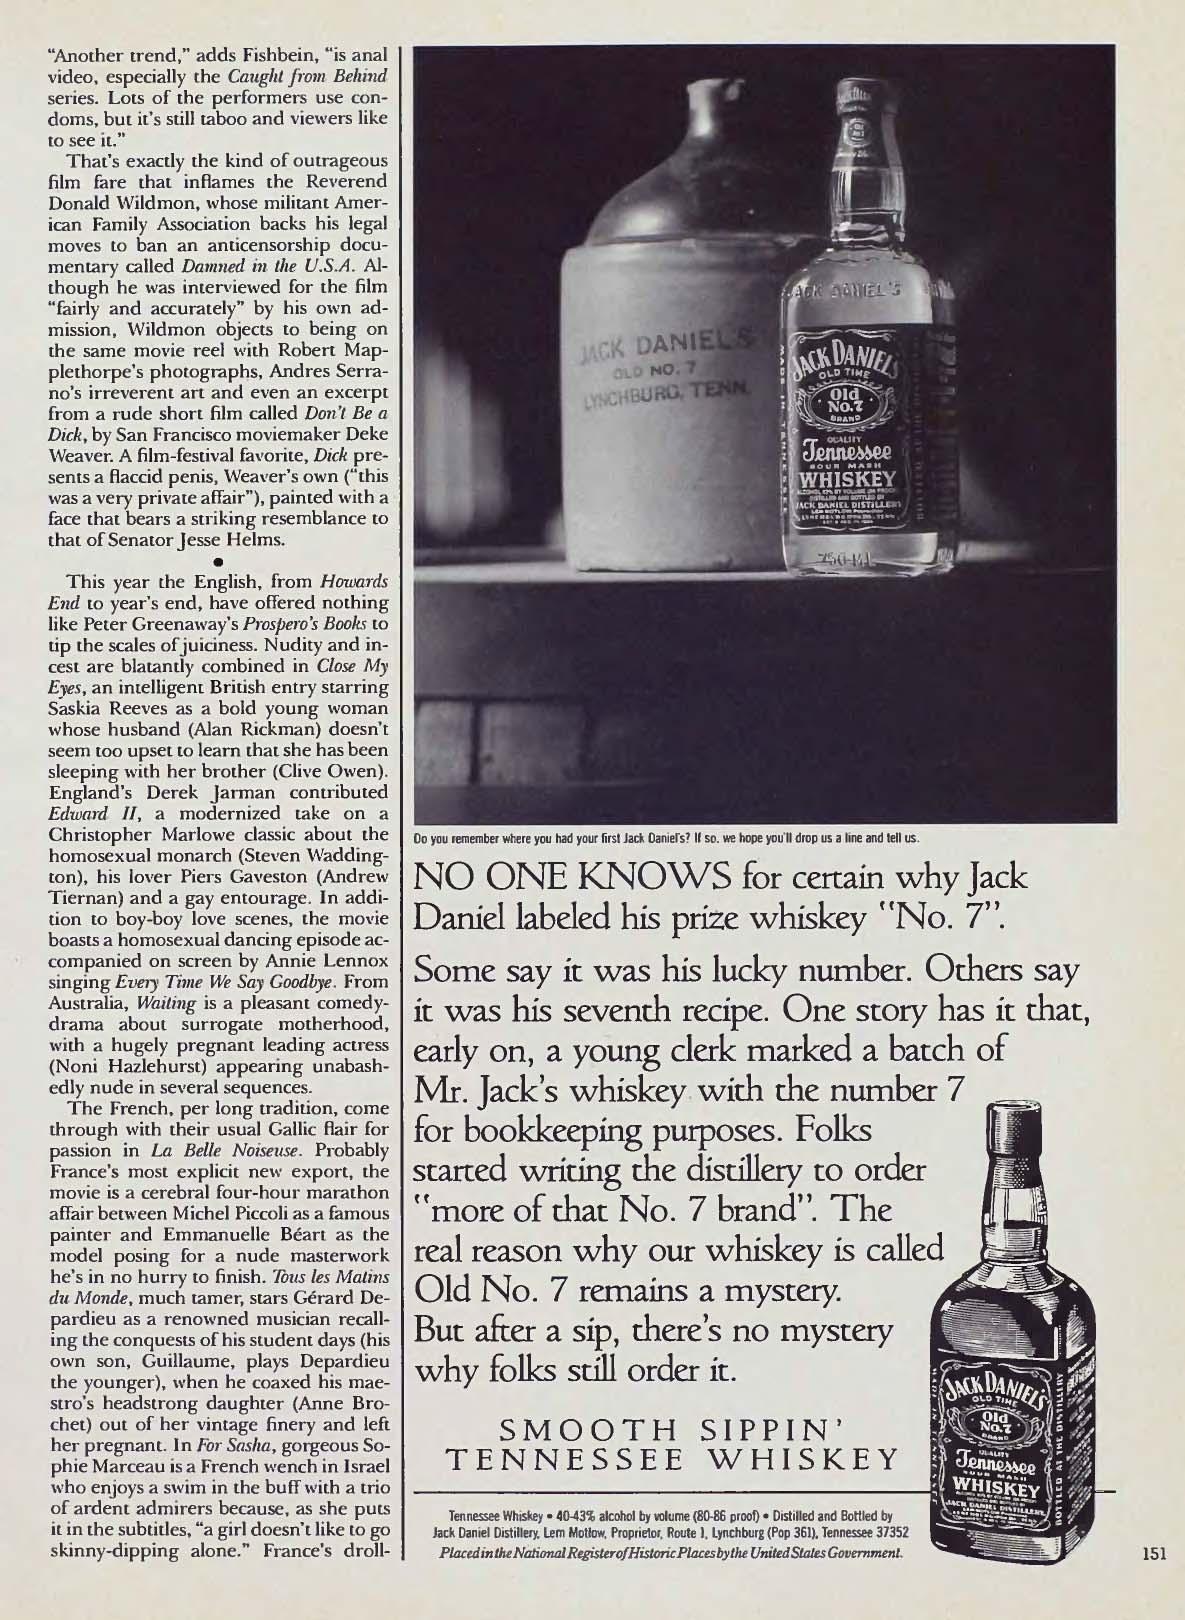 “Another trend,” adds Fishbein, “is anal
video, especially the Caught from Behind
series. Lots of the performers use con-
doms, but it’s still taboo and viewers like
to see it.”
That’s exactly the kind of outrageous
film fare that inflames the Reverend
Donald Wildmon, whose militant Amer-
ican Family Association backs his legal
moves to ban an anticensorship docu-
mentary called Damned in the U.S.A. Al-
though he was interviewed for the film
“fairly and accurately” by his own ad-
mission, Wildmon objects to being on
the same movie reel with Robert Map-
plethorpe’s photographs, Andres Serra-
no’s irreverent art and even an excerpt
from a rude short film called Don’t Be a
Dick, by San Francisco moviemaker Deke
Weaver. A film-festival favorite, Dick pre-
sents a flaccid penis, Weaver’s own (“this
was a very private affair”), painted with a
face that bears a striking resemblance to
that of Senator Jesse Helms.
•
This year the English, from Howards
End to year’s end, have offered nothing
like Peter Greenaway’s Prospero’s Books to
tip the scales of juiciness. Nudity and in-
cest are blatantly combined in Close My
Eyes, an intelligent British entry starring
Saskia Reeves as a bold young woman
whose husband (Alan Rickman) doesn’t
seem too upset to learn that she has been
sleeping with her brother (Clive Owen).
England’s Derek Jarman contributed
Edward II, a modernized take on a
Christopher Marlowe classic about the
homosexual monarch (Steven Wadding-
ton), his lover Piers Gaveston (Andrew
Tiernan) and a gay entourage. In addi-
tion to boy-boy love scenes, the movie
boasts a homosexual dancing episode ac-
companied on screen by Annie Lennox
singing Every Time We Say Goodbye. From
Australia, Waiting is a pleasant comedy-
drama about surrogate motherhood,
with a hugely pregnant leading actress
(Noni Hazlehurst) appearing unabash-
edly nude in several sequences.
The French, per long tradition, come
through with their usual Gallic flair for
passion in La Belle Noiseuse. Probably
France’s most explicit new export, the
movie is a cerebral four-hour marathon
affair between Michel Piccoli as a famous
painter and Emmanuelle Béart as the
model posing for a nude masterwork
he’s in no hurry to finish. Tous les Matins
du Monde, much tamer, stars Gérard De-
pardieu as a renowned musician recall-
ing the conquests of his student days (his
own son, Guillaume, plays Depardieu
the younger), when he coaxed his mae-
stro’s headstrong daughter (Anne Bro-
chet) out of her vintage finery and left
her pregnant. In For Sasha, gorgeous So-
phie Marceau is a French wench in Israel
who enjoys a swim in the buff with a trio
of ardent admirers because, as she puts
it in the subtitles, “a girl doesn’t like to go
skinny-dipping alone.” France’s droll-
JACK DANIEL'S
OLD NO. 7
LYNCHBURG, TENN.
JACK DANIEL'S
JACK DANIEL'S
OLD TIME
Old
No.7
BRAND
QUALITY
Tennessee
SOUR MASH
WHISKEY
JACK DANIEL DISTILLERY
MADE IN TENNESSEE
750 ML
Do you remember where you had your first Jack Daniel's? If so, we hope you'll drop us a line and tell us.
NO ONE KNOWS for certain why Jack
Daniel labeled his prize whiskey "No. 7".
Some say it was his lucky number. Others say
it was his seventh recipe. One story has it that,
early on, a young clerk marked a batch of
Mr. Jack's whiskey with the number 7
for bookkeeping purposes. Folks
started writing the distillery to order
"more of that No. 7 brand". The
real reason why our whiskey is called
Old No. 7 remains a mystery.
But after a sip, there's no mystery
why folks still order it.
SMOOTH SIPPIN'
TENNESSEE WHISKEY
Tennessee Whiskey • 40-43% alcohol by volume (80-86 proof) • Distilled and Bottled by
Jack Daniel Distillery, Lem Motlow, Proprietor, Route 1, Lynchburg (Pop 361), Tennessee 37352
Placed in the National Register of Historic Places by the United States Government.
JACK DANIEL'S
OLD TIME
Old
No.7
BRAND
QUALITY
Tennessee
SOUR MASH
WHISKEY
JACK DANIEL DISTILLERY
BOTTLED AT THE DISTILLERY
151